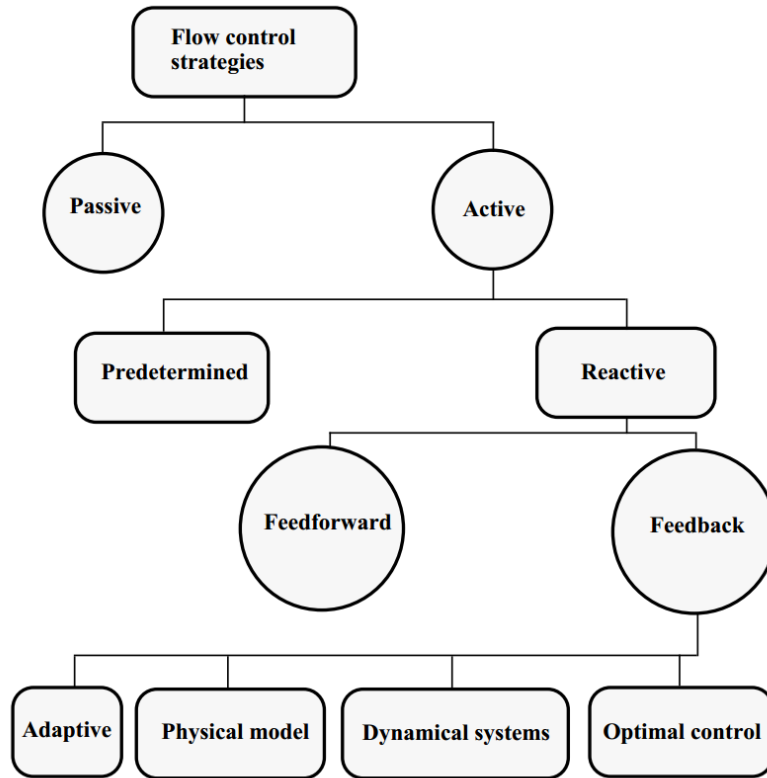 Flow control
strategies
Passive
Active
Predetermined
Reactive
Feedforward
Feedback
Adaptive
Physical model
Dynamical systems
Optimal control